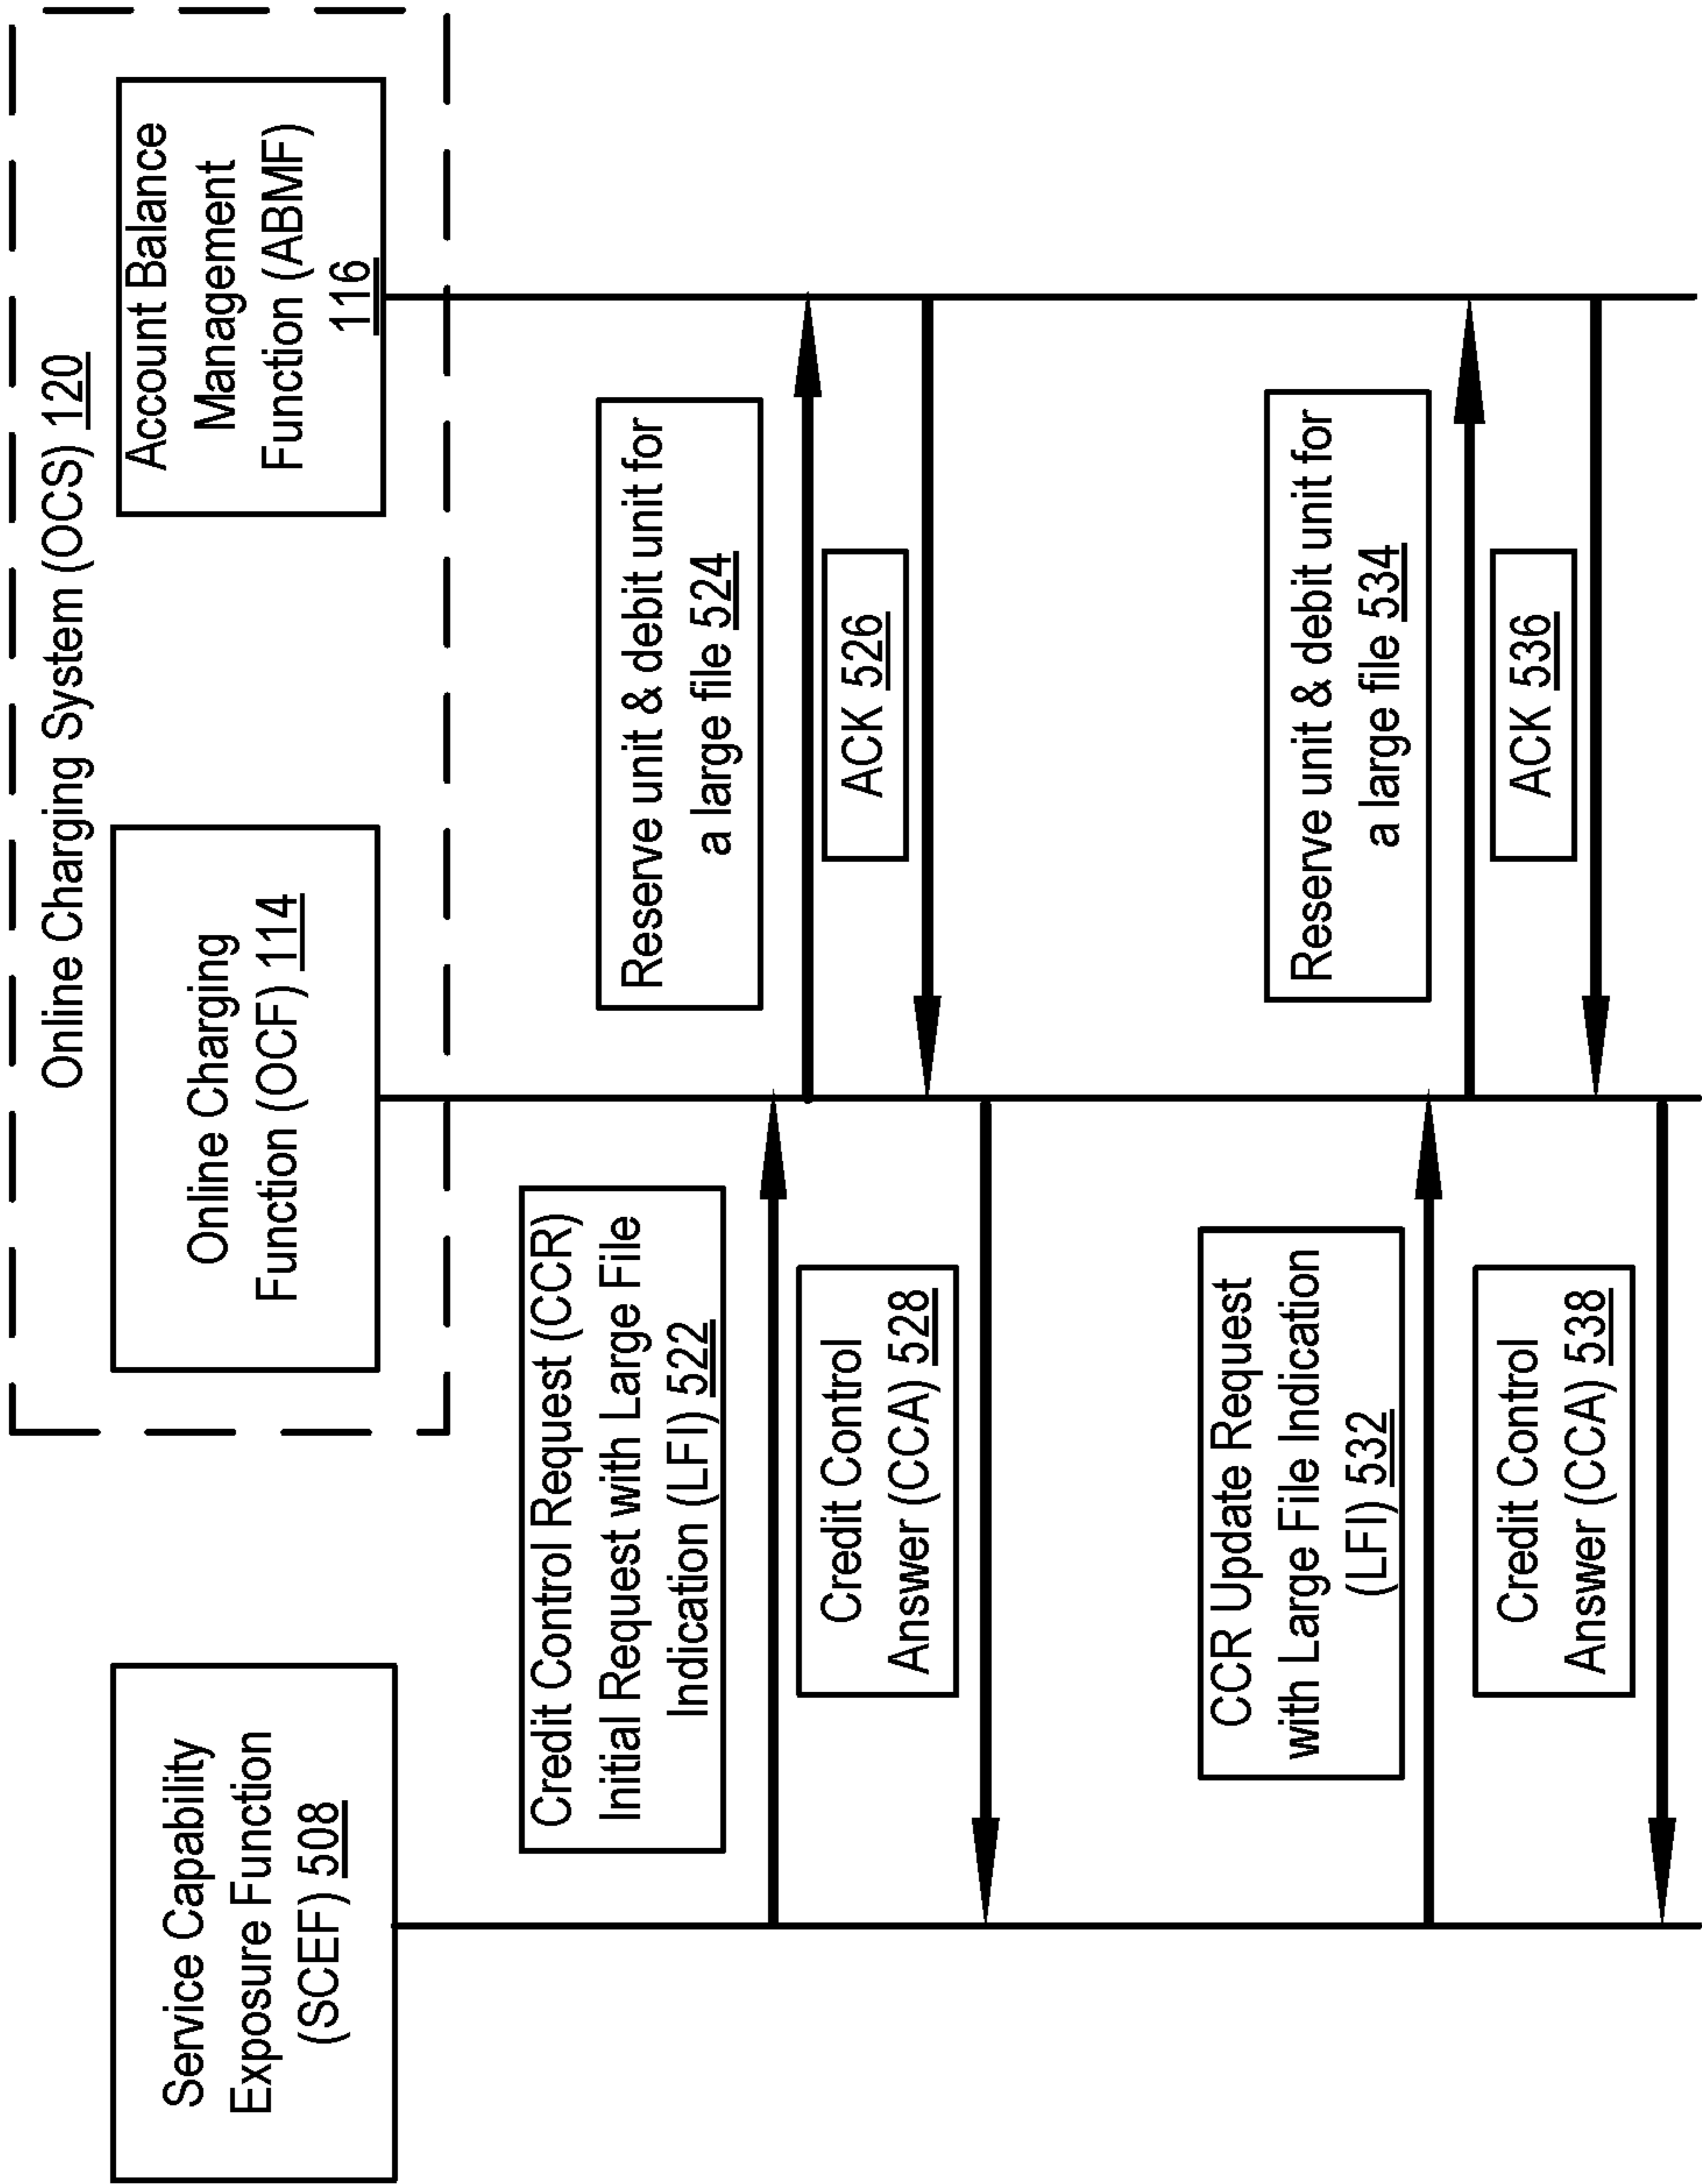 Online Charging System (OCS) 120
Service Capability
Exposure Function
(SCEF) 508
Online Charging
Function (OCF) 114
Account Balance
Management
Function (ABMF)
116
Credit Control Request (CCR)
Initial Request with Large File
Indication (LFI) 522
Reserve unit & debit unit for
a large file 524
ACK 526
Credit Control
Answer (CCA) 528
CCR Update Request
with Large File Indication
(LFI) 532
Reserve unit & debit unit for
a large file 534
ACK 536
Credit Control
Answer (CCA) 538